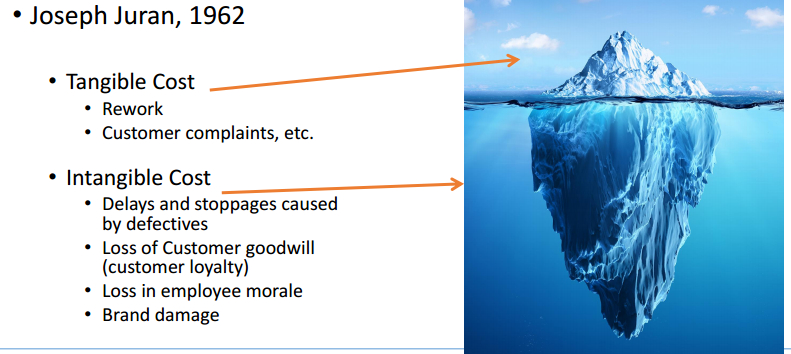 • Joseph Juran, 1962
• Tangible Cost
• Rework
• Customer complaints, etc.
• Intangible Cost
• Delays and stoppages caused
by defectives
• Loss of Customer goodwill
(customer loyalty)
• Loss in employee morale
• Brand damage